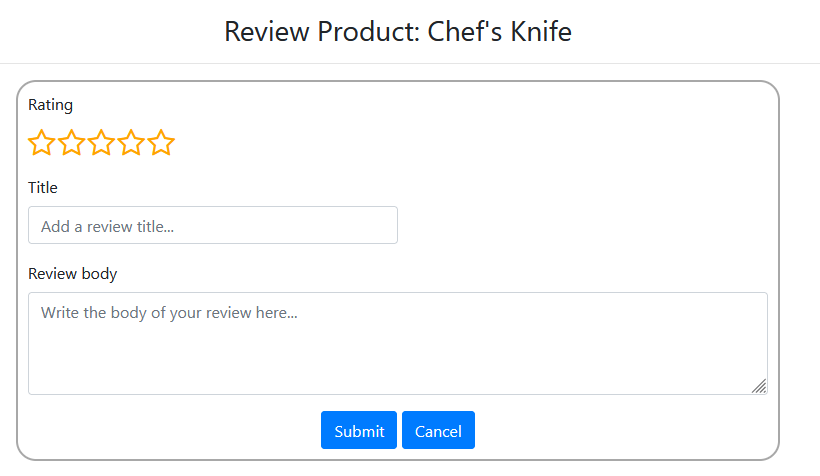 Review Product: Chef's Knife
Rating
Title
Add a review title...
Review body
Write the body of your review here...
Submit Cancel